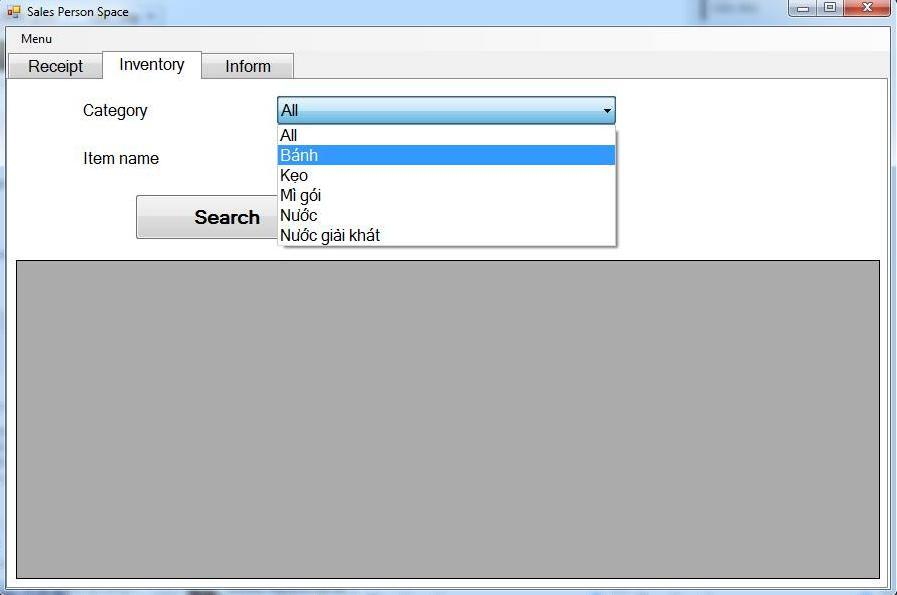 Sales Person Space
Menu
Receipt Inventory Inform
Category All
All
Bánh
Item name
Kẹo
Mì gói
Search
Nước
Nước giải khát